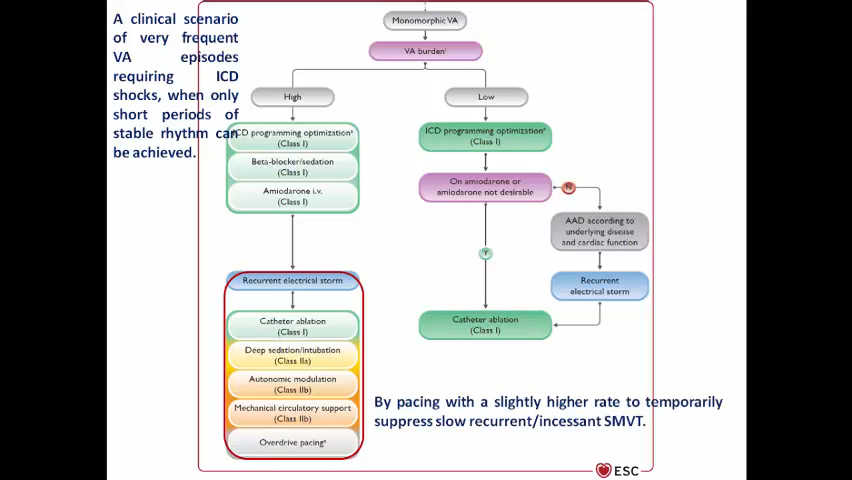 A clinical scenario
of very frequent
VA episodes
requiring ICD
shocks, when only
short periods of
stable rhythm can
be achieved.
Monomorphic VA
VA burden
High
Low
ICD programming optimization
(Class I)
Beta-blocker/sedation
(Class I)
Amiodarone i.v.
(Class I)
ICD programming optimization
(Class I)
On amiodarone or
amiodarone not desirable
N
AAD according to
underlying disease
and cardiac function
Y
Recurrent electrical storm
Recurrent
electrical storm
Catheter ablation
(Class I)
Deep sedation/intubation
(Class IIa)
Autonomic modulation
(Class IIb)
Mechanical circulatory support
(Class IIb)
Overdrive pacing
Catheter ablation
(Class I)
By pacing with a slightly higher rate to temporarily
suppress slow recurrent/incessant SMVT.
ESC